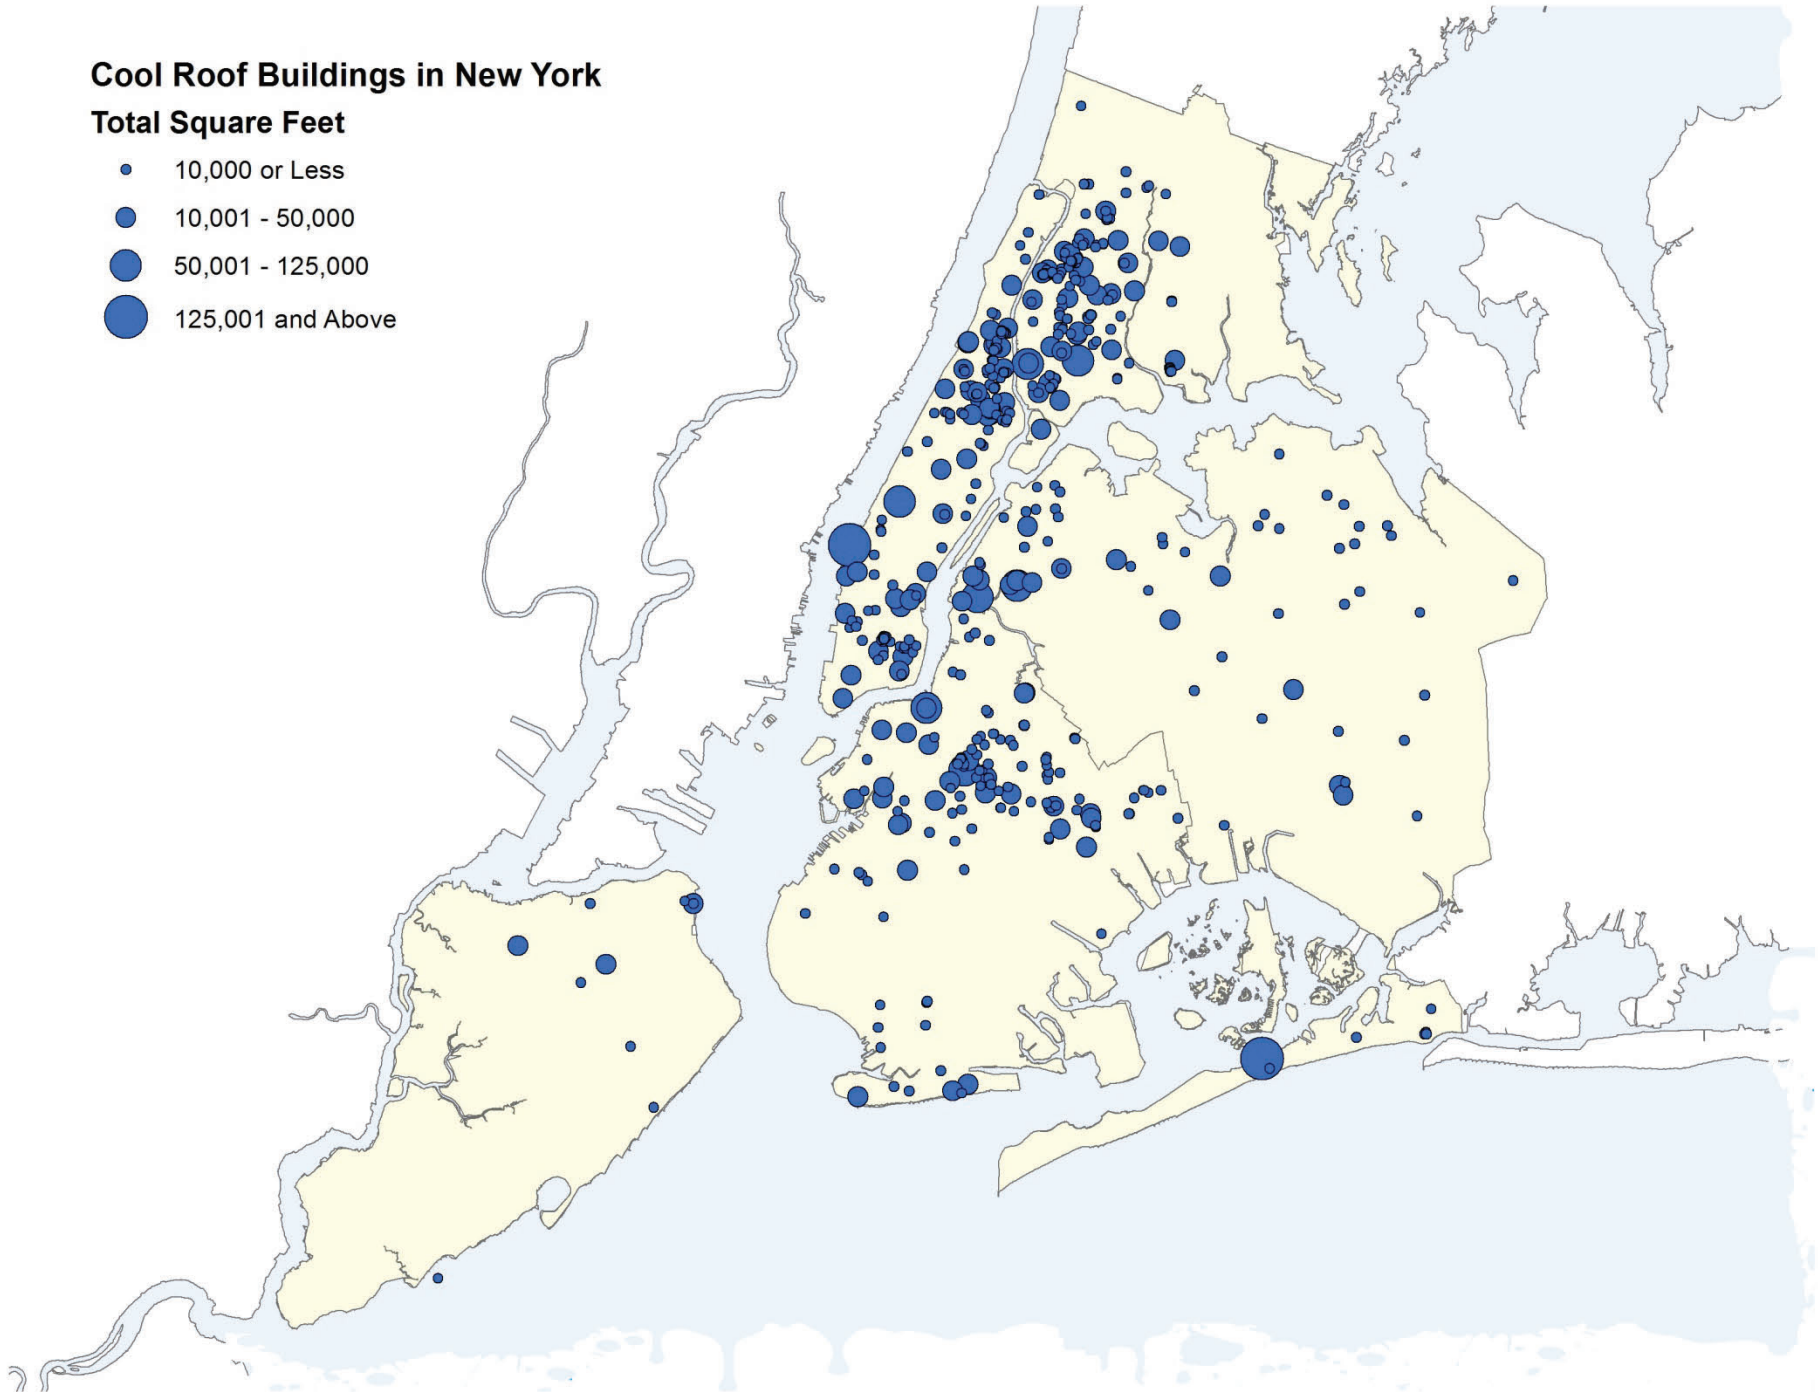 Cool Roof Buildings in New York
Total Square Feet
10,000 or Less
10,001 - 50,000
50,001 - 125,000
125,001 and Above